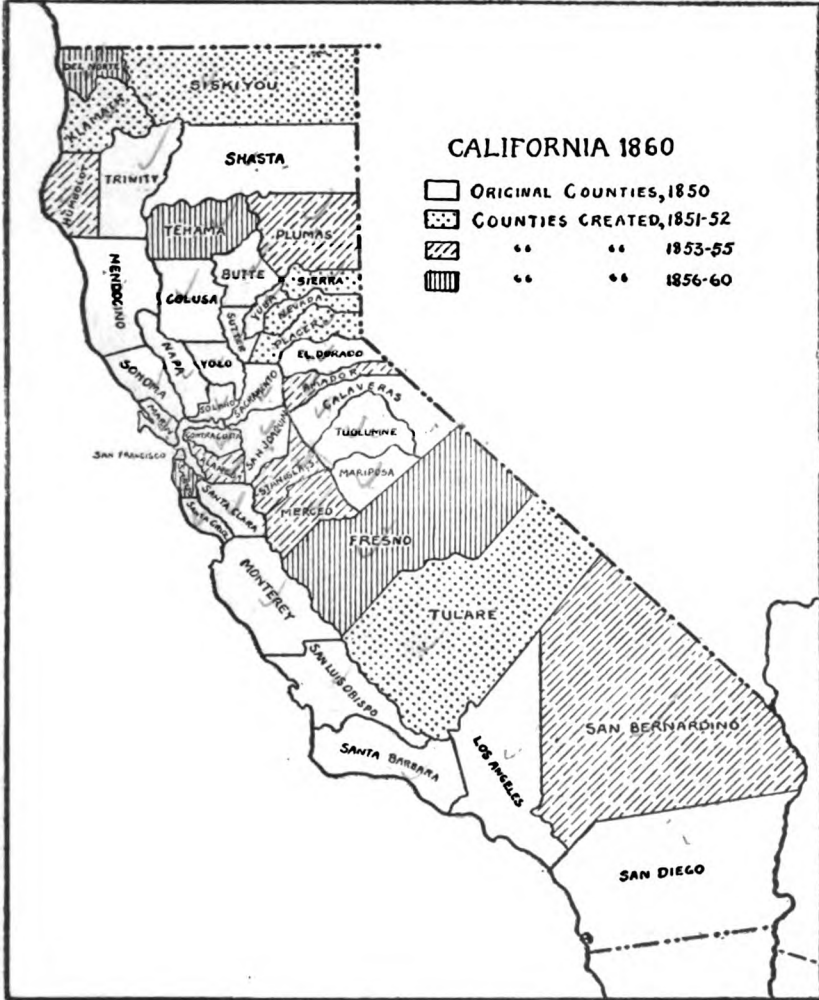 CALIFORNIA 1860
ORIGINAL COUNTIES, 1850
COUNTIES CREATED, 1851-52
“ “ 1853-55
“ “ 1856-60
DEL NORTE
SISKIYOU
KLAMATH
SHASTA
TRINITY
HUMBOLDT
TEHAMA
PLUMAS
MENDOCINO
BUTTE
COLUSA
SIERRA
YUBA
NEVADA
SUTTER
PLACER
NAPA
YOLO
EL DORADO
SONOMA
SACRAMENTO
AMADOR
CALAVERAS
SOLANO
MARIN
CONTRA COSTA
SAN JOAQUIN
TUOLUMNE
SAN FRANCISCO
ALAMEDA
STANISLAUS
MARIPOSA
SANTA CLARA
SANTA CRUZ
MERCED
FRESNO
MONTEREY
TULARE
SAN LUIS OBISPO
SAN BERNARDINO
SANTA BARBARA
LOS ANGELES
SAN DIEGO